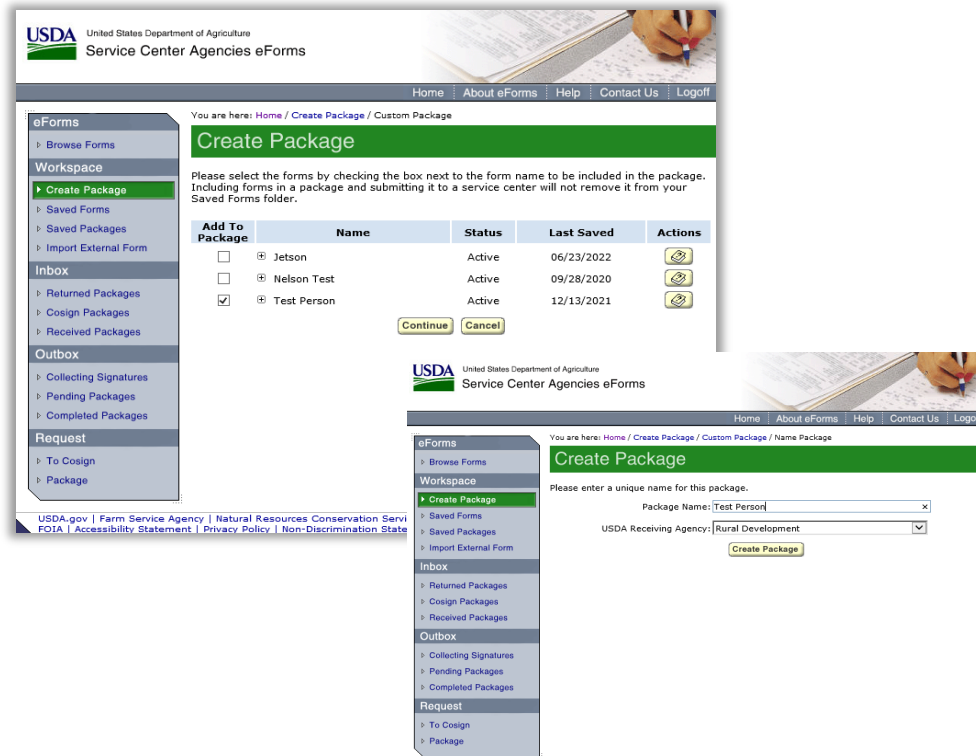 USDA United States Department of Agriculture
Service Center Agencies eForms
Home About eForms Help Contact Us Logoff
eForms
Browse Forms
Workspace
Create Package
Saved Forms
Saved Packages
Import External Form
Inbox
Returned Packages
Cosign Packages
Received Packages
Outbox
Collecting Signatures
Pending Packages
Completed Packages
Request
To Cosign
Package
You are here: Home / Create Package / Custom Package
Create Package
Please select the forms by checking the box next to the form name to be included in the package.
Including forms in a package and submitting it to a service center will not remove it from your
Saved Forms folder.
Add To Package Name Status Last Saved Actions
Jetson Active 06/23/2022
Nelson Test Active 09/28/2020
Test Person Active 12/13/2021
Continue Cancel
USDA.gov | Farm Service Agency | Natural Resources Conservation Servi
FOIA | Accessibility Statement | Privacy Policy | Non-Discrimination State
USDA United States Department of Agriculture
Service Center Agencies eForms
Home About eForms Help Contact Us Logo
eForms
Browse Forms
Workspace
Create Package
Saved Forms
Saved Packages
Import External Form
Inbox
Returned Packages
Cosign Packages
Received Packages
Outbox
Collecting Signatures
Pending Packages
Completed Packages
Request
To Cosign
Package
You are here: Home / Create Package / Custom Package / Name Package
Create Package
Please enter a unique name for this package.
Package Name: Test Person ×
USDA Receiving Agency: Rural Development
Create Package